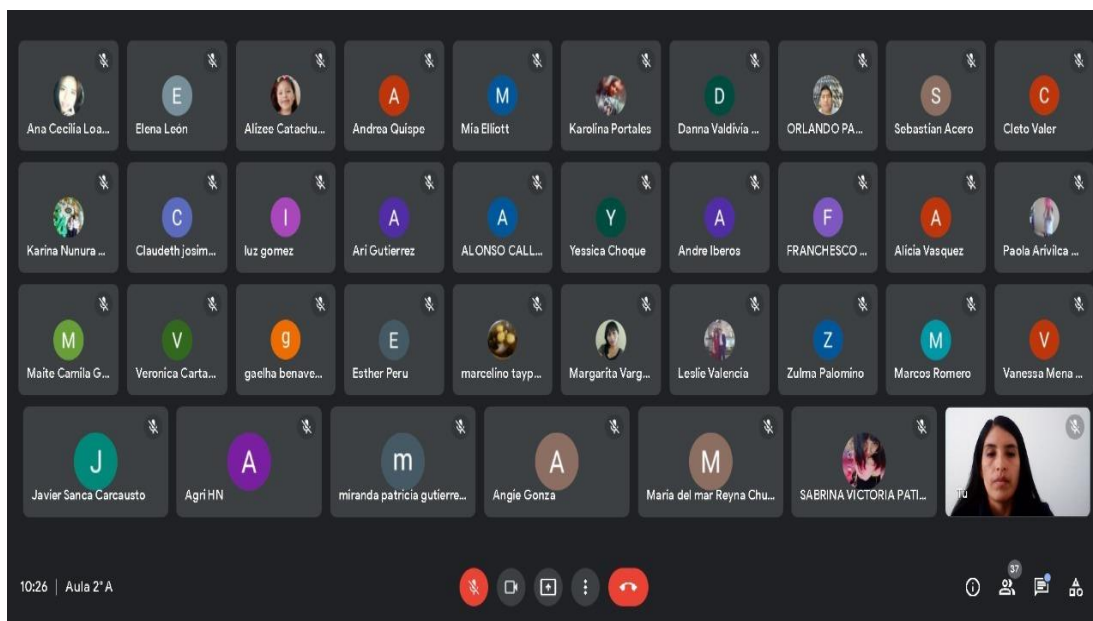 Ana Cecilia Loa...
E
Elena León
Alizee Catachu...
A
Andrea Quispe
M
Mia Elliott
Karolina Portales
D
Danna Valdivia ...
ORLANDO PA...
S
Sebastian Acero
C
Cleto Valer
Karina Nunura ...
C
Claudeth josim...
l
luz gomez
A
Ari Gutierrez
A
ALONSO CALL...
Y
Yessica Choque
A
Andre Iberos
F
FRANCHESCO ...
A
Alicia Vasquez
Paola Arivilca ...
M
Maite Camila G...
V
Veronica Carta...
g
gaelha benave...
E
Esther Peru
marcelino tayp...
Margarita Varg...
Leslie Valencia
Z
Zulma Palomino
M
Marcos Romero
V
Vanessa Mena ...
J
Javier Sanca Carcausto
A
Agri HN
m
miranda patricia gutierre...
A
Angie Gonza
M
Maria del mar Reyna Chu...
SABRINA VICTORIA PATI...
Tú
10:26 | Aula 2° A
37